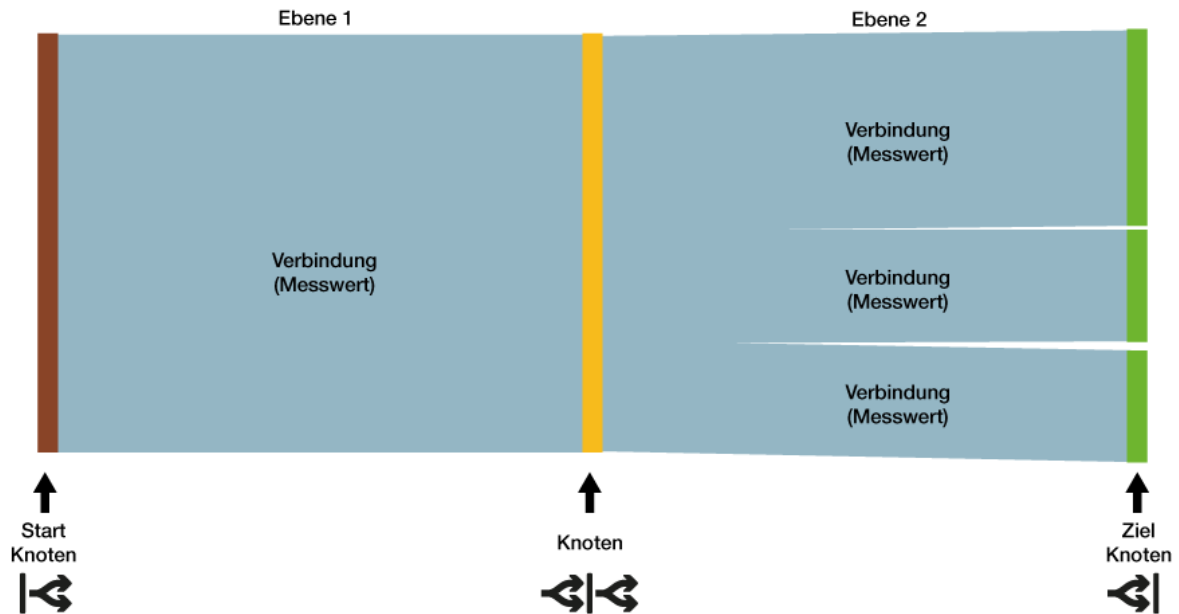 Ebene 1
Ebene 2
Verbindung
(Messwert)
Verbindung
(Messwert)
Verbindung
(Messwert)
Verbindung
(Messwert)
Start
Knoten
Knoten
Ziel
Knoten